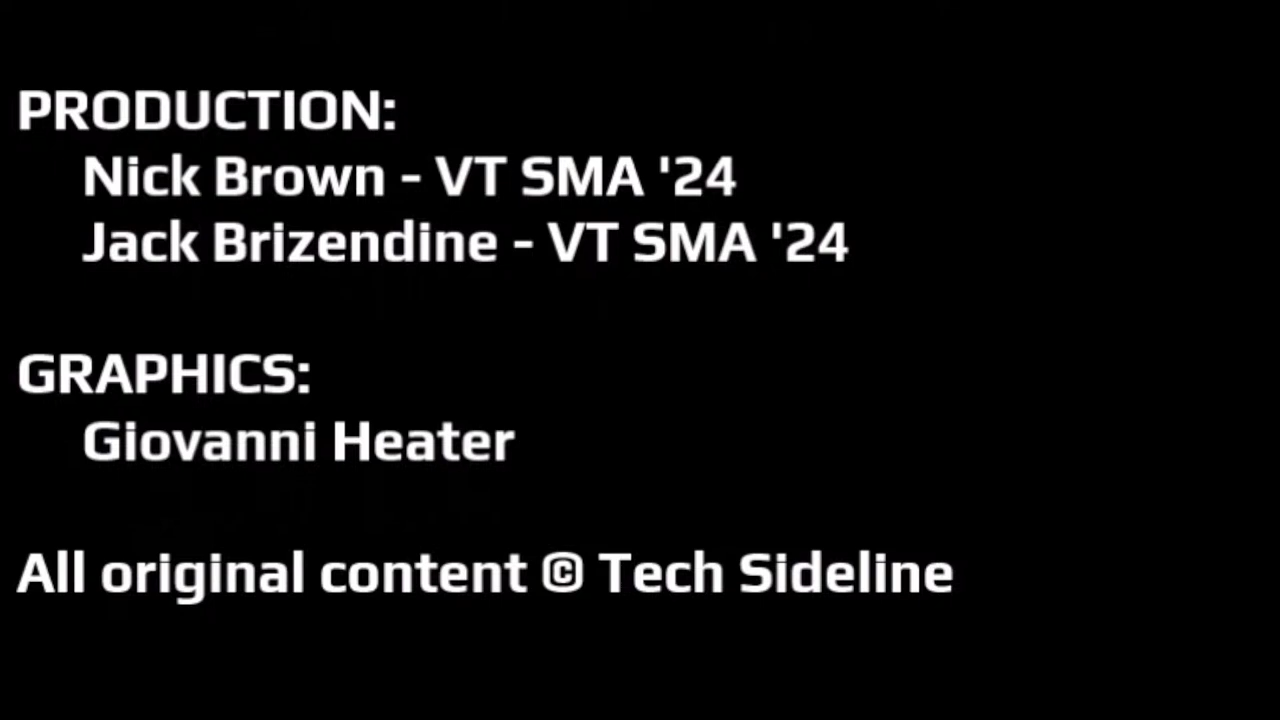 PRODUCTION:
Nick Brown - VT SMA '24
Jack Brizendine - VT SMA '24
GRAPHICS:
Giovanni Heater
All original content © Tech Sideline